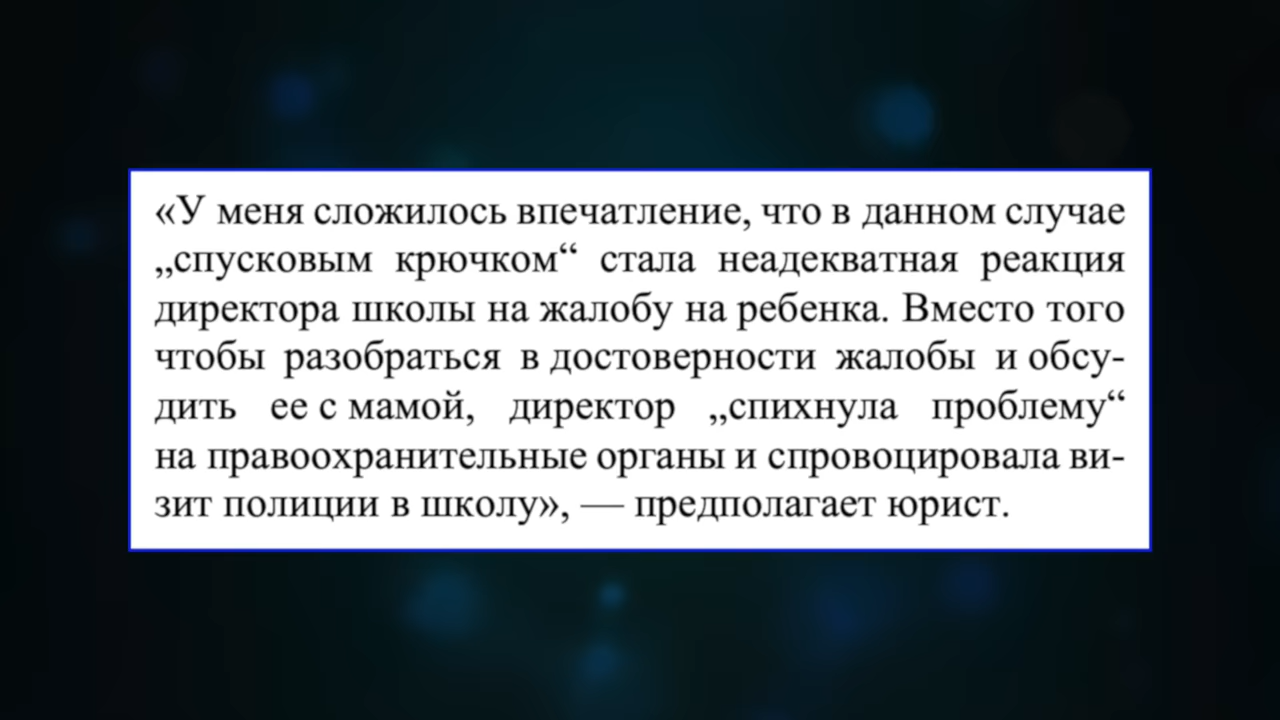 «У меня сложилось впечатление, что в данном случае
„спусковым крючком“ стала неадекватная реакция
директора школы на жалобу на ребенка. Вместо того
чтобы разобраться в достоверности жалобы и обсу-
дить ее с мамой, директор „спихнула проблему“
на правоохранительные органы и спровоцировала ви-
зит полиции в школу», — предполагает юрист.